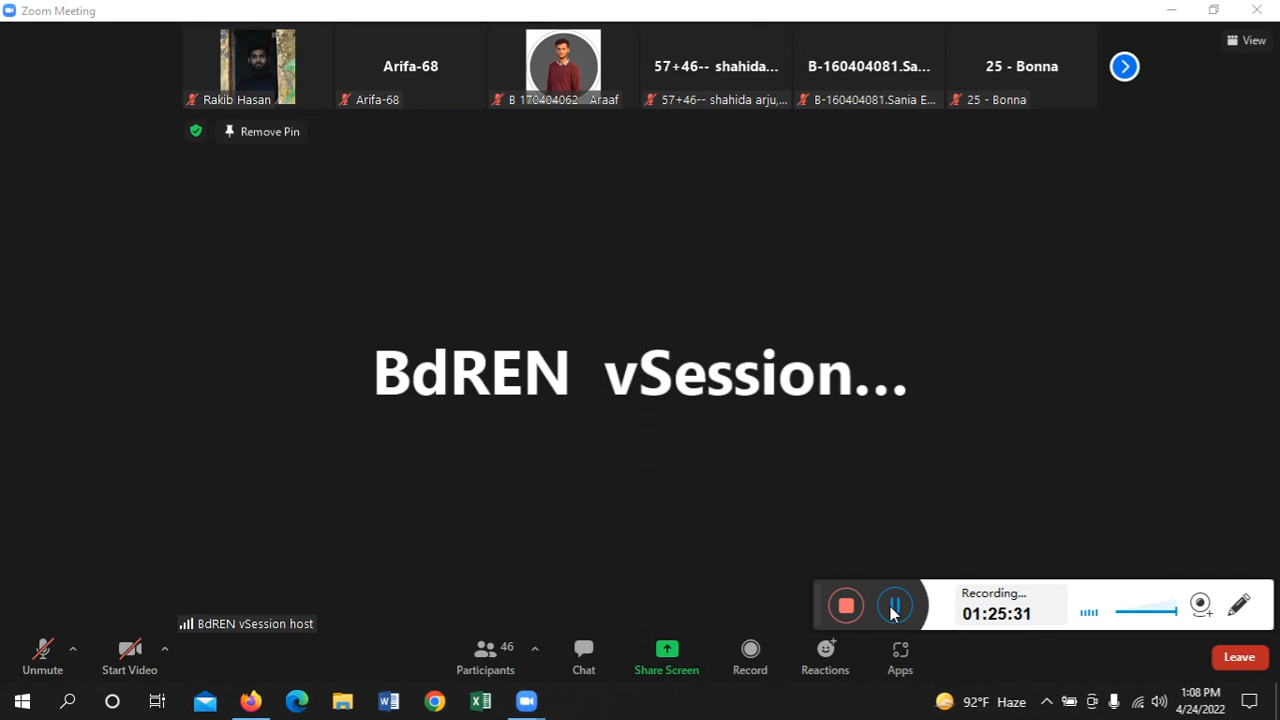 Zoom Meeting
View
Arifa-68
57+46-- shahida...
B-160404081.Sa...
25 - Bonna
Rakib Hasan
Arifa-68
B 170404062 Araaf
57+46-- shahida arju,...
B-160404081.Sania E...
25 - Bonna
Remove Pin
BdREN vSession...
Recording...
01:25:31
BdREN vSession host
46
Unmute
Start Video
Participants
Chat
Share Screen
Record
Reactions
Apps
Leave
92°F Haze
1:08 PM
4/24/2022